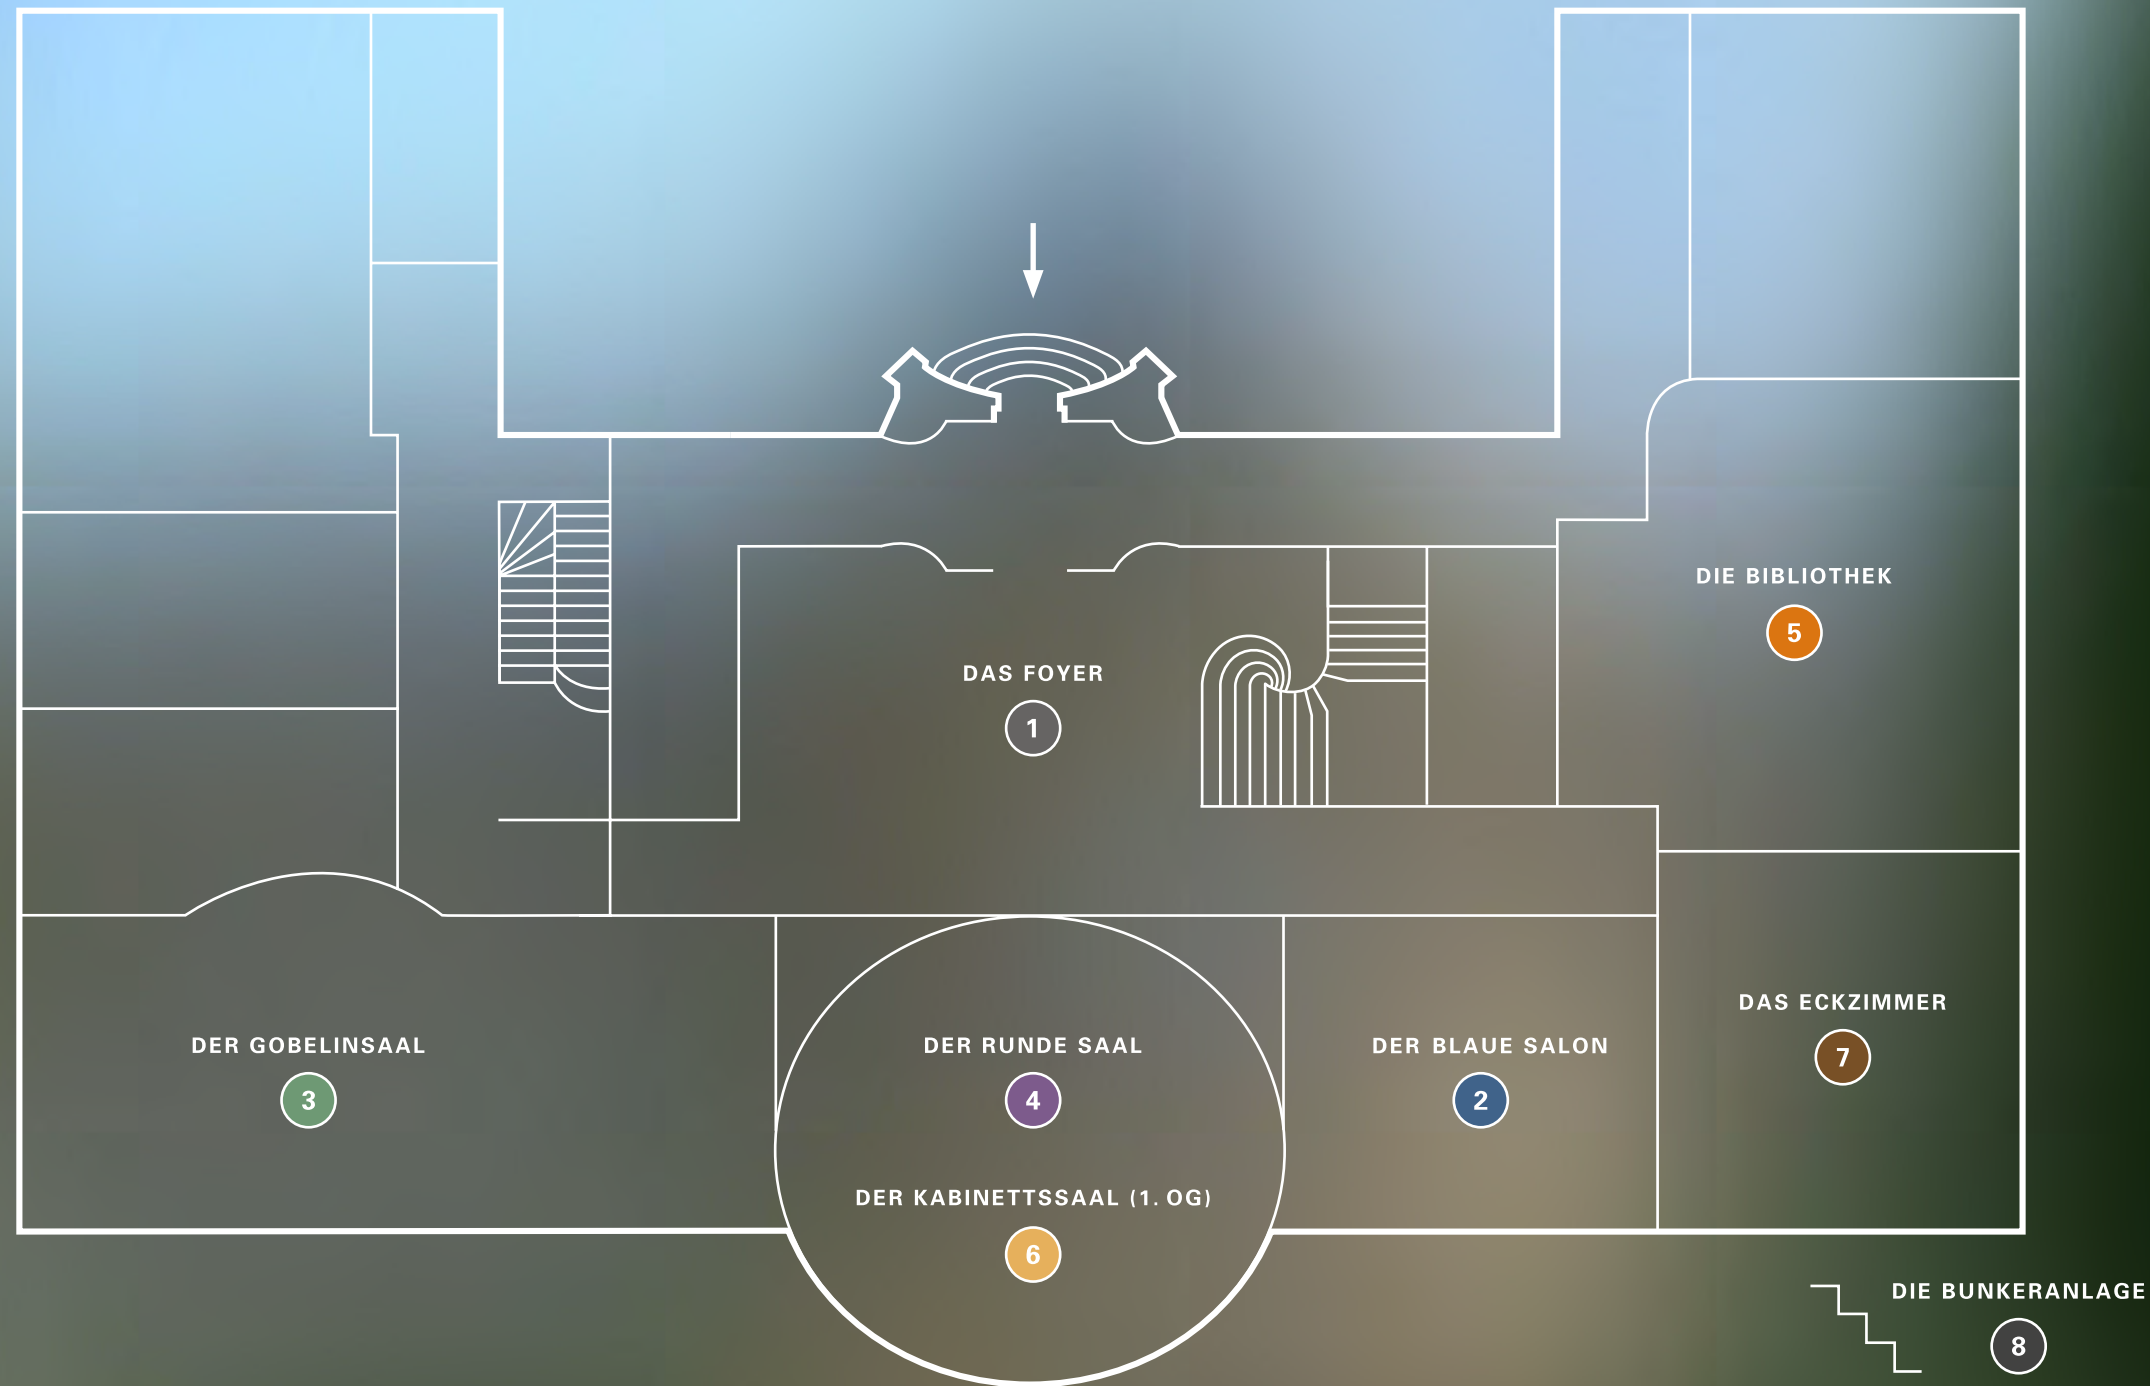 DIE BIBLIOTHEK
5
DAS FOYER
1
DAS ECKZIMMER
7
DER GOBELINSAAL
3
DER RUNDE SAAL
4
DER BLAUE SALON
2
DER KABINETTSSAAL (1. OG)
6
DIE BUNKERANLAGE
8